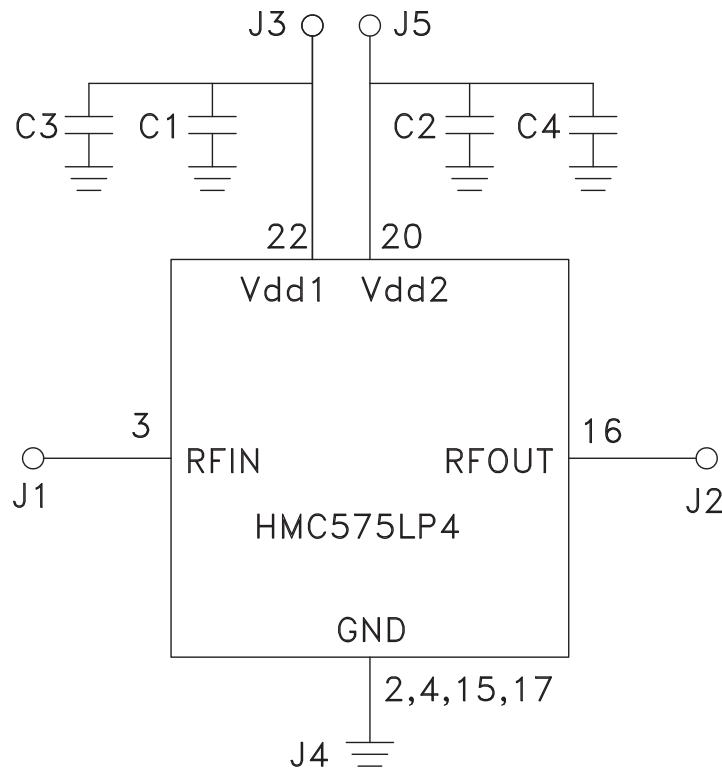 J3 J5
C3 C1 C2 C4
22 20
Vdd1 Vdd2
3 16
RFIN RFOUT
J1 J2
HMC575LP4
GND
2,4,15,17
J4